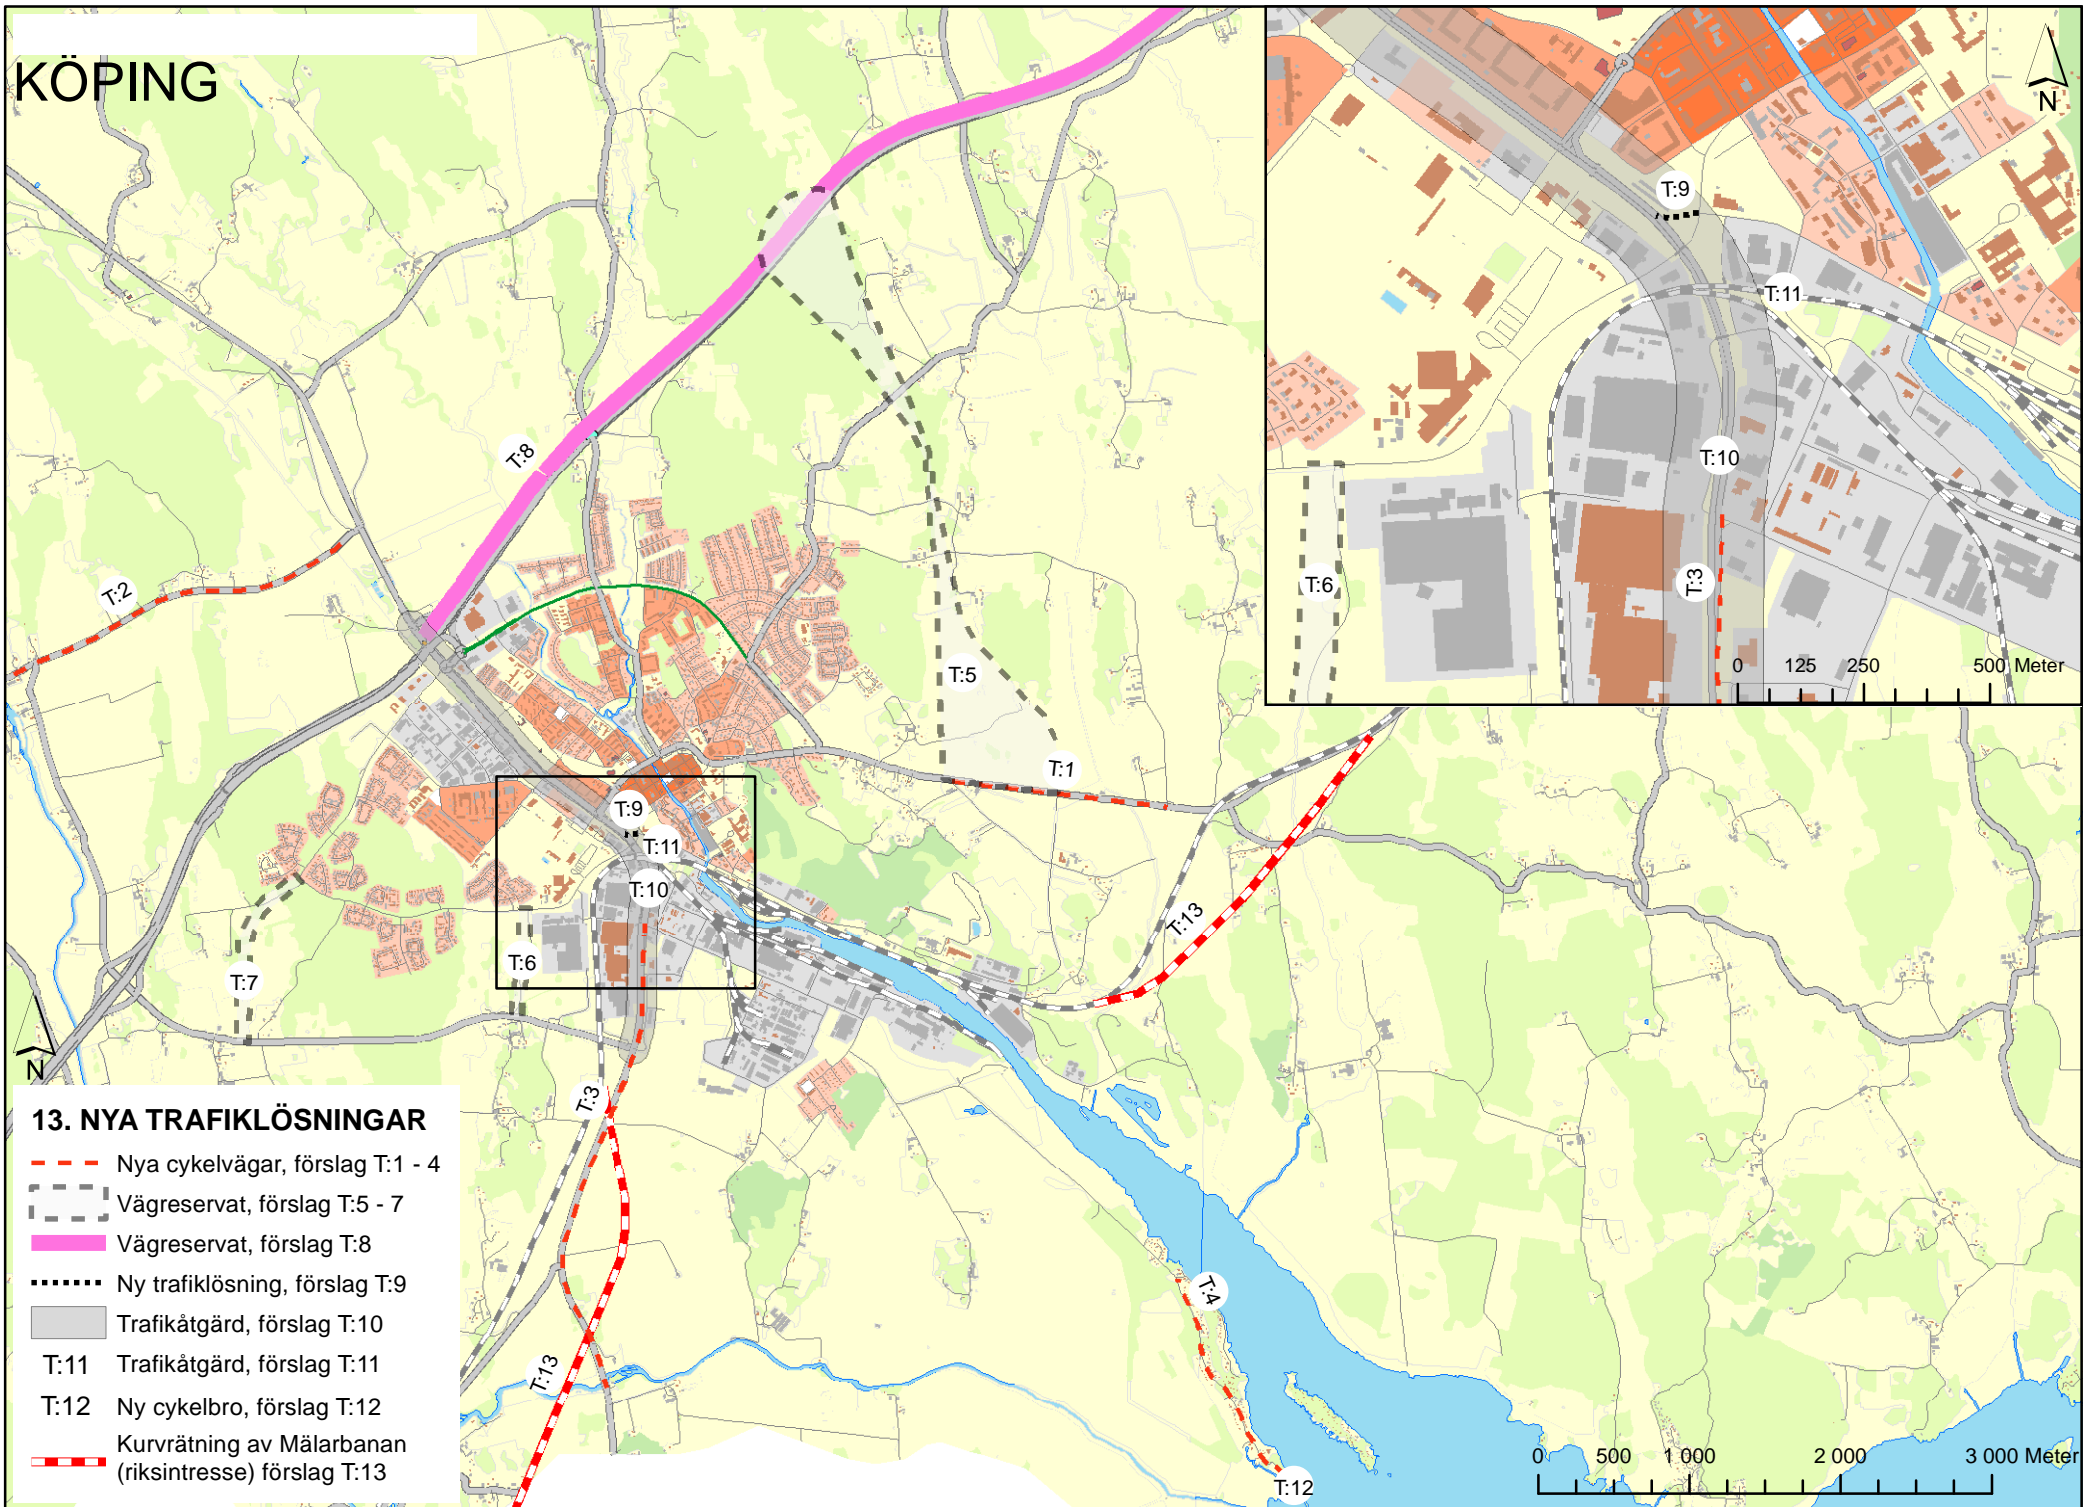 KÖPING
N
T:9
T:11
T:10
T:3
T:6
0 125 250 500 Meter
T:8
T:2
T:5
T:1
T:9
T:11
T:10
T:13
T:6
T:7
N
T:3
T:4
T:13
T:12
0 500 1 000 2 000 3 000 Meter
13. NYA TRAFIKLÖSNINGAR
Nya cykelvägar, förslag T:1 - 4
Vägreservat, förslag T:5 - 7
Vägreservat, förslag T:8
Ny trafiklösning, förslag T:9
Trafikåtgärd, förslag T:10
T:11 Trafikåtgärd, förslag T:11
T:12 Ny cykelbro, förslag T:12
Kurvrätning av Mälarbanan
(riksintresse) förslag T:13